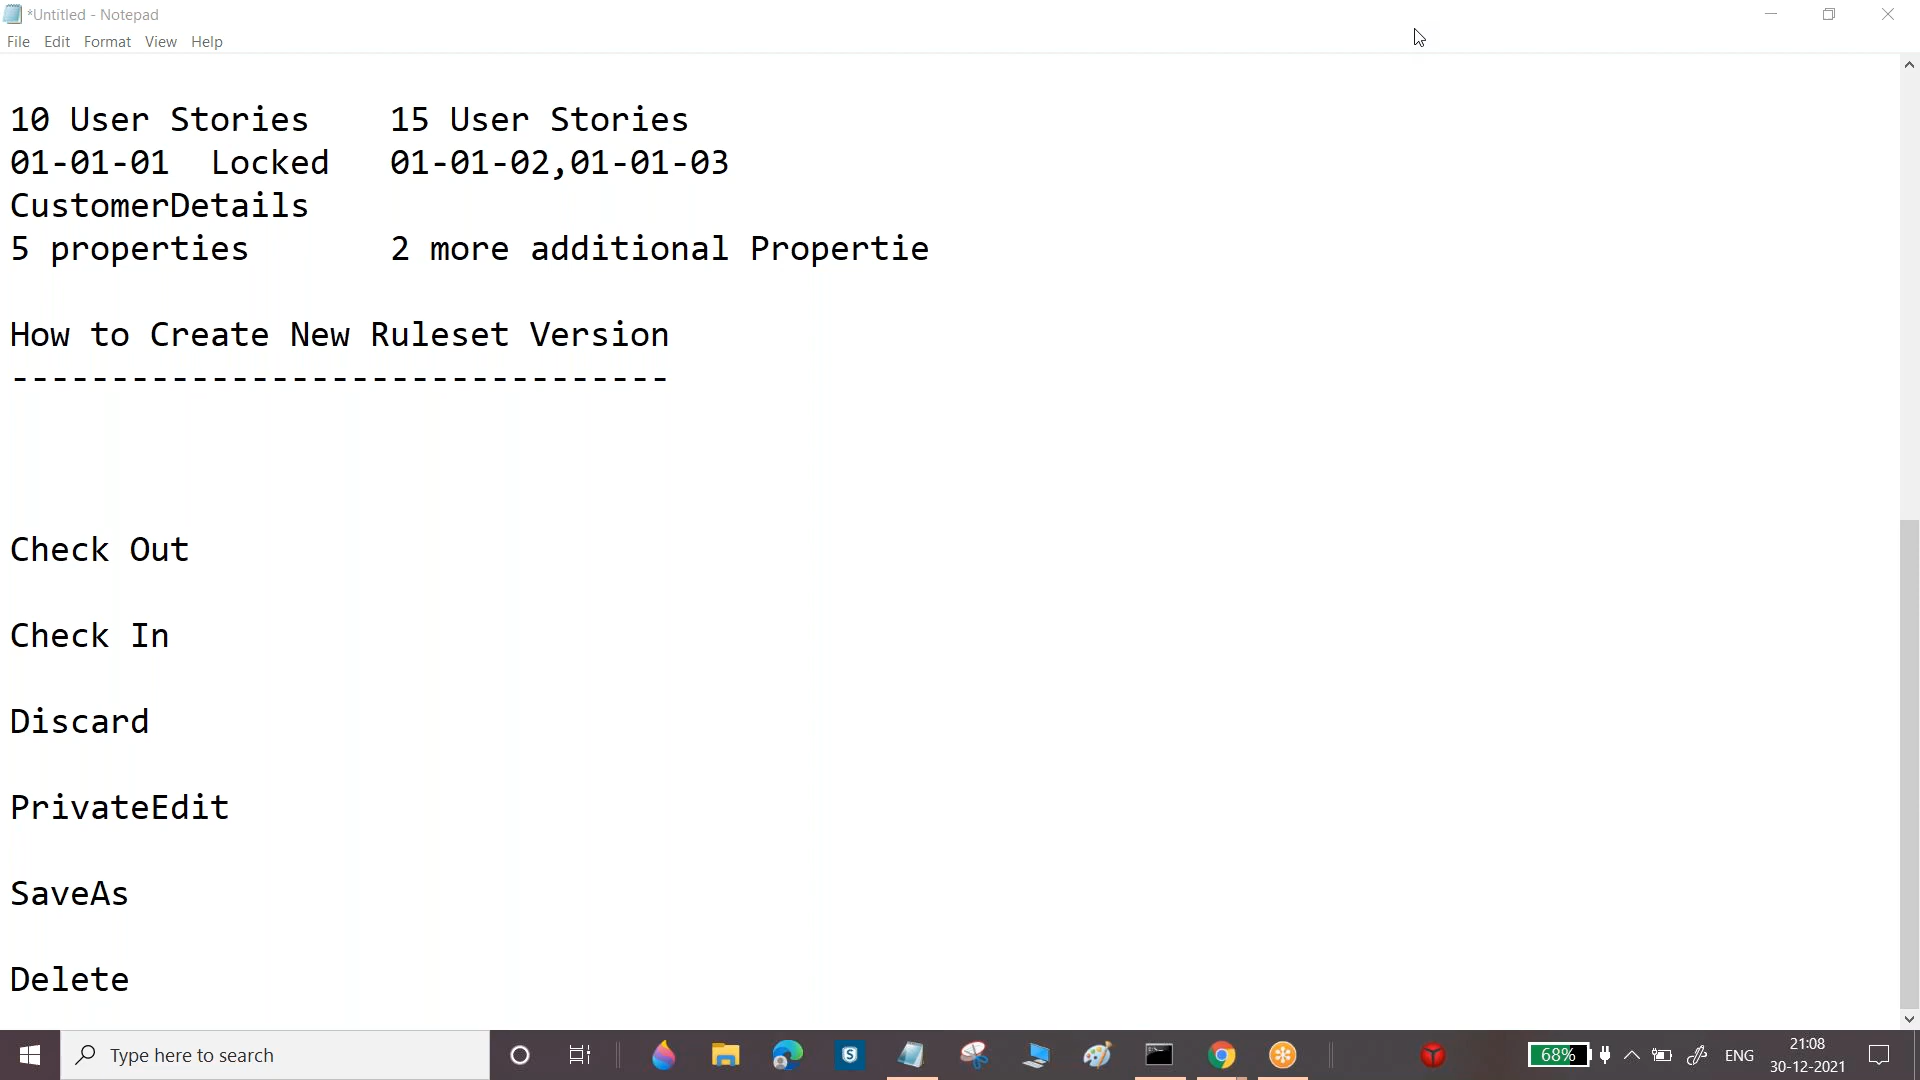 *Untitled - Notepad
File Edit Format View Help
10 User Stories    15 User Stories
01-01-01  Locked   01-01-02,01-01-03
CustomerDetails
5 properties       2 more additional Propertie
How to Create New Ruleset Version
---------------------------------
Check Out
Check In
Discard
PrivateEdit
SaveAs
Delete
Type here to search
S
68%
ENG
21:08
30-12-2021